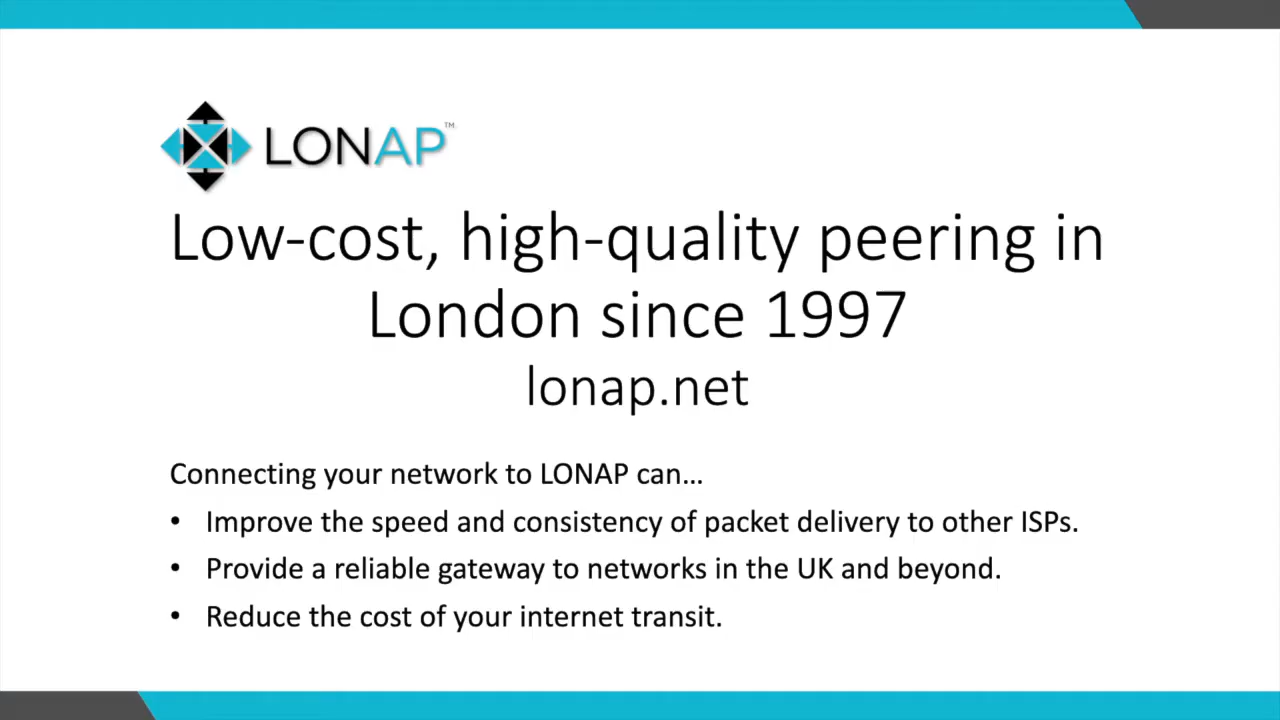 LONAP™
Low-cost, high-quality peering in
London since 1997
lonap.net
Connecting your network to LONAP can…
• Improve the speed and consistency of packet delivery to other ISPs.
• Provide a reliable gateway to networks in the UK and beyond.
• Reduce the cost of your internet transit.